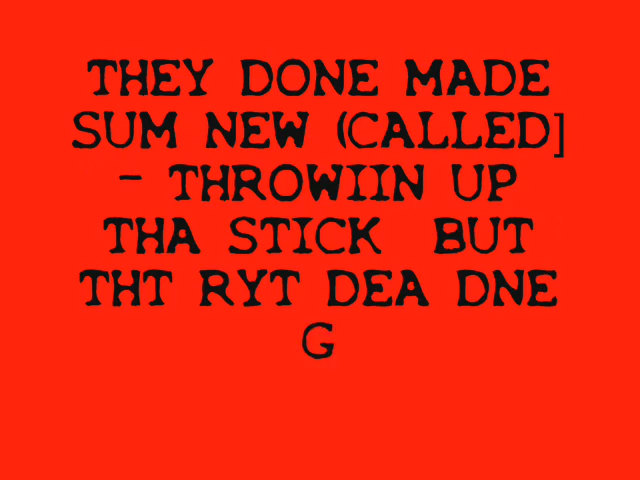 THEY DONE MADE
SUM NEW (CALLED]
- THROWIIN UP
THA STICK  BUT
THT RYT DEA DNE
G